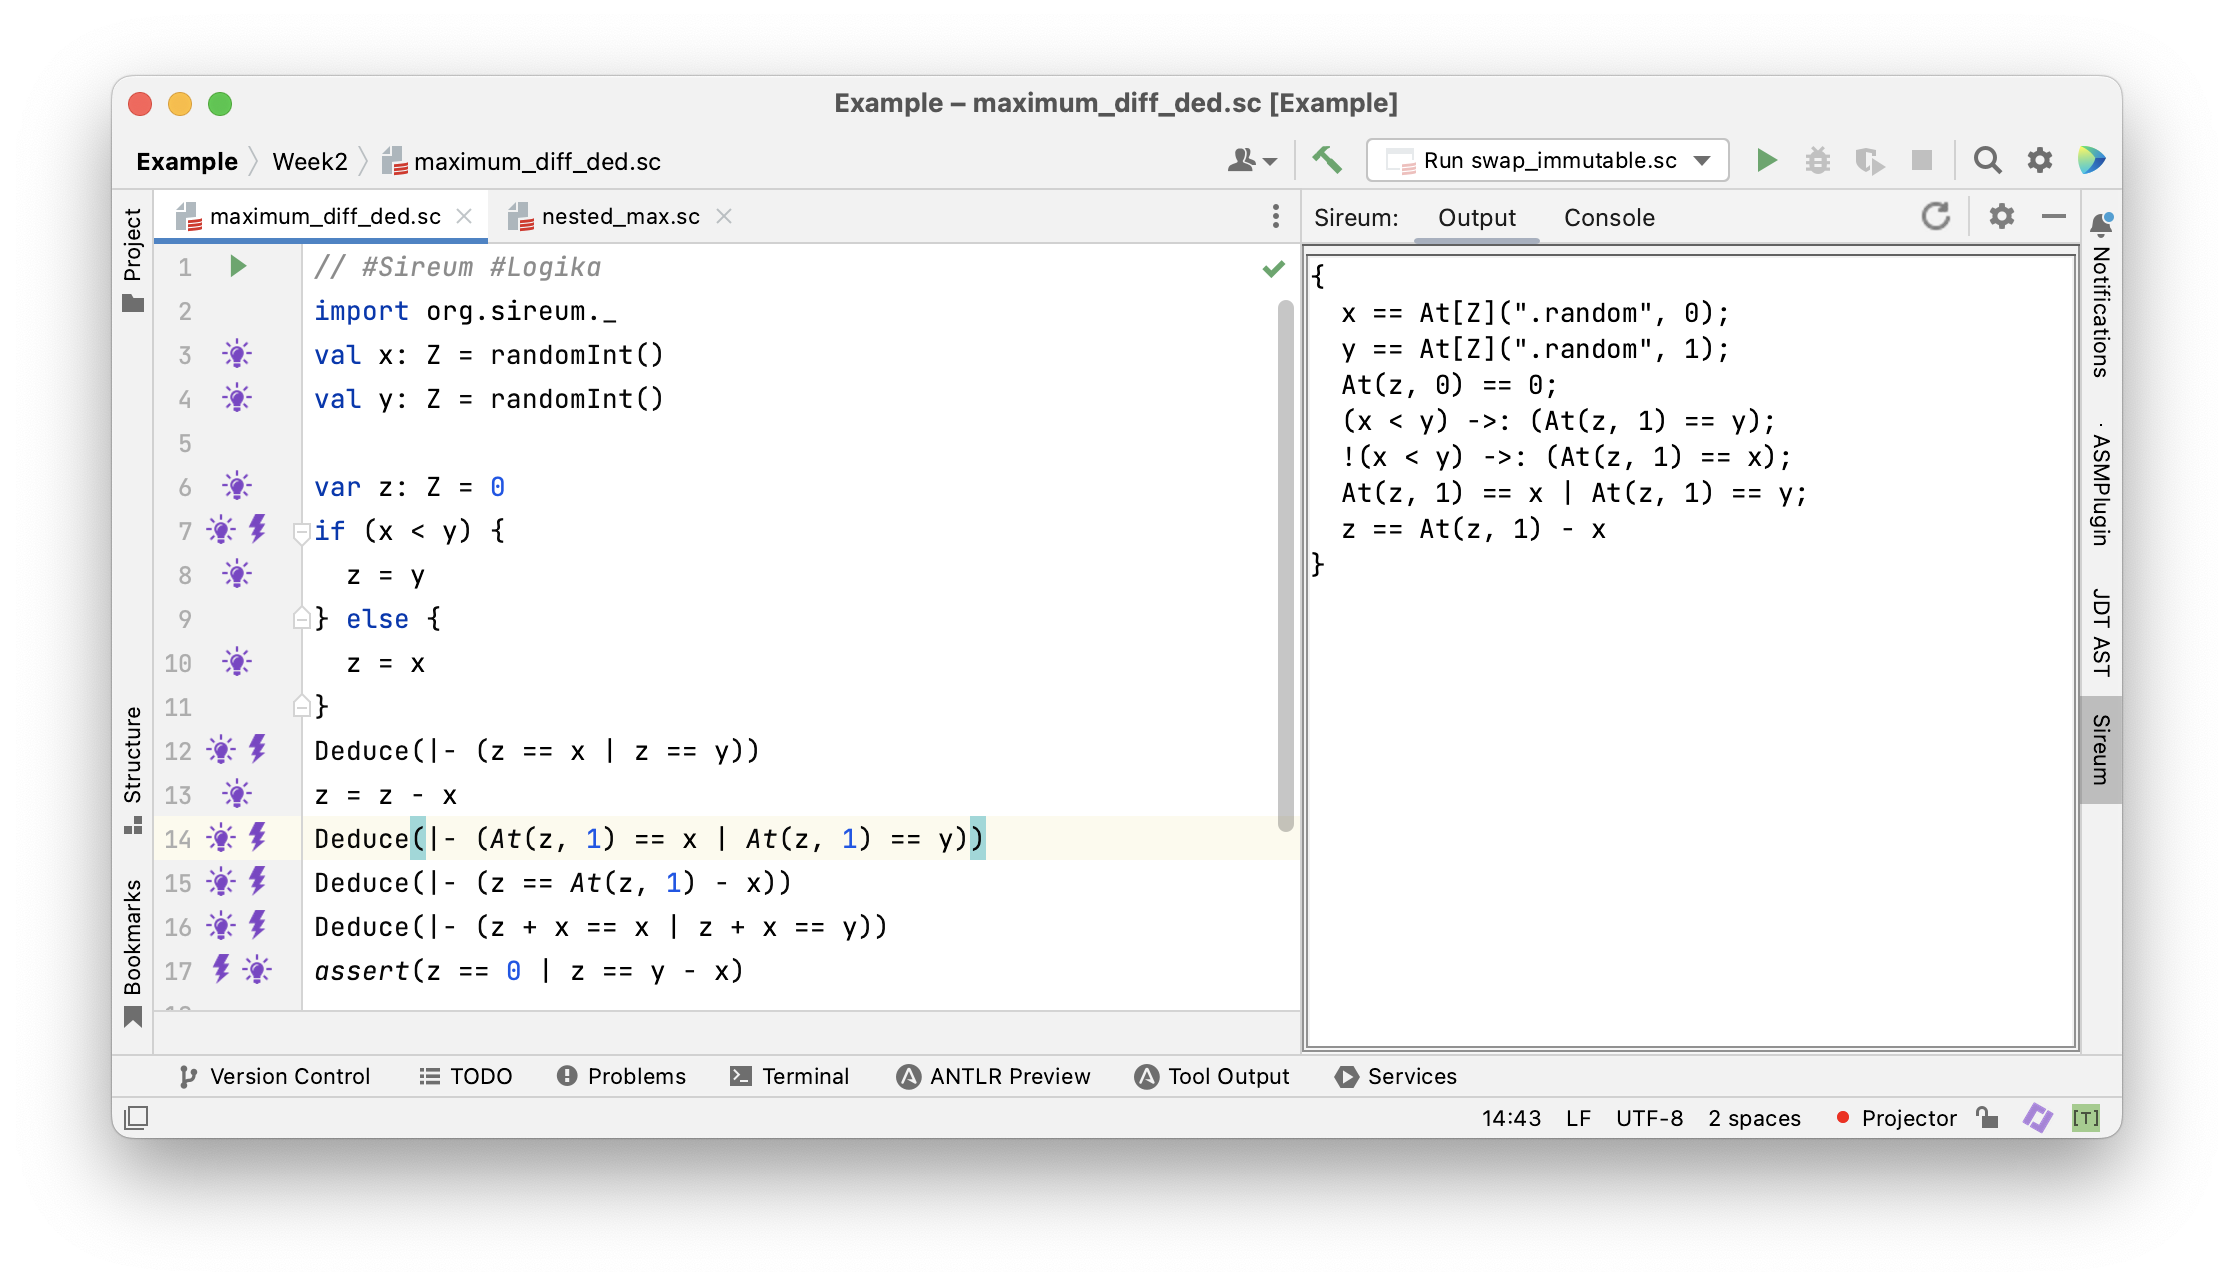 Example – maximum_diff_ded.sc [Example]
Example Week2 maximum_diff_ded.sc
Run swap_immutable.sc
maximum_diff_ded.sc
nested_max.sc
1 // #Sireum #Logika
2 import org.sireum._
3 val x: Z = randomInt()
4 val y: Z = randomInt()
5
6 var z: Z = 0
7 if (x < y) {
8   z = y
9 } else {
10   z = x
11 }
12 Deduce(|- (z == x | z == y))
13 z = z - x
14 Deduce(|- (At(z, 1) == x | At(z, 1) == y))
15 Deduce(|- (z == At(z, 1) - x))
16 Deduce(|- (z + x == x | z + x == y))
17 assert(z == 0 | z == y - x)
Sireum: Output Console
{
  x == At[Z](".random", 0);
  y == At[Z](".random", 1);
  At(z, 0) == 0;
  (x < y) ->: (At(z, 1) == y);
  !(x < y) ->: (At(z, 1) == x);
  At(z, 1) == x | At(z, 1) == y;
  z == At(z, 1) - x
}
Project
Structure
Bookmarks
Notifications
ASMPlugin
JDT AST
Sireum
Version Control TODO Problems Terminal ANTLR Preview Tool Output Services
14:43 LF UTF-8 2 spaces Projector [T]